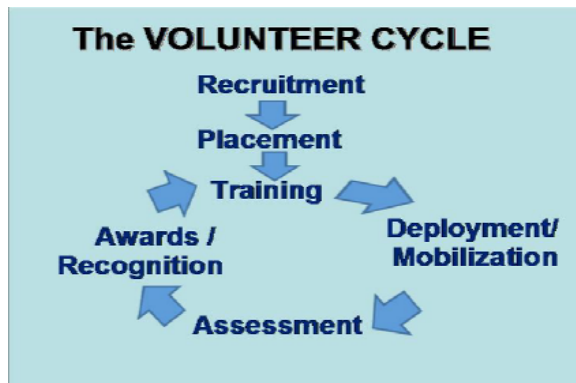 The VOLUNTEER CYCLE
Recruitment
Placement
Training
Deployment/
Mobilization
Assessment
Awards /
Recognition